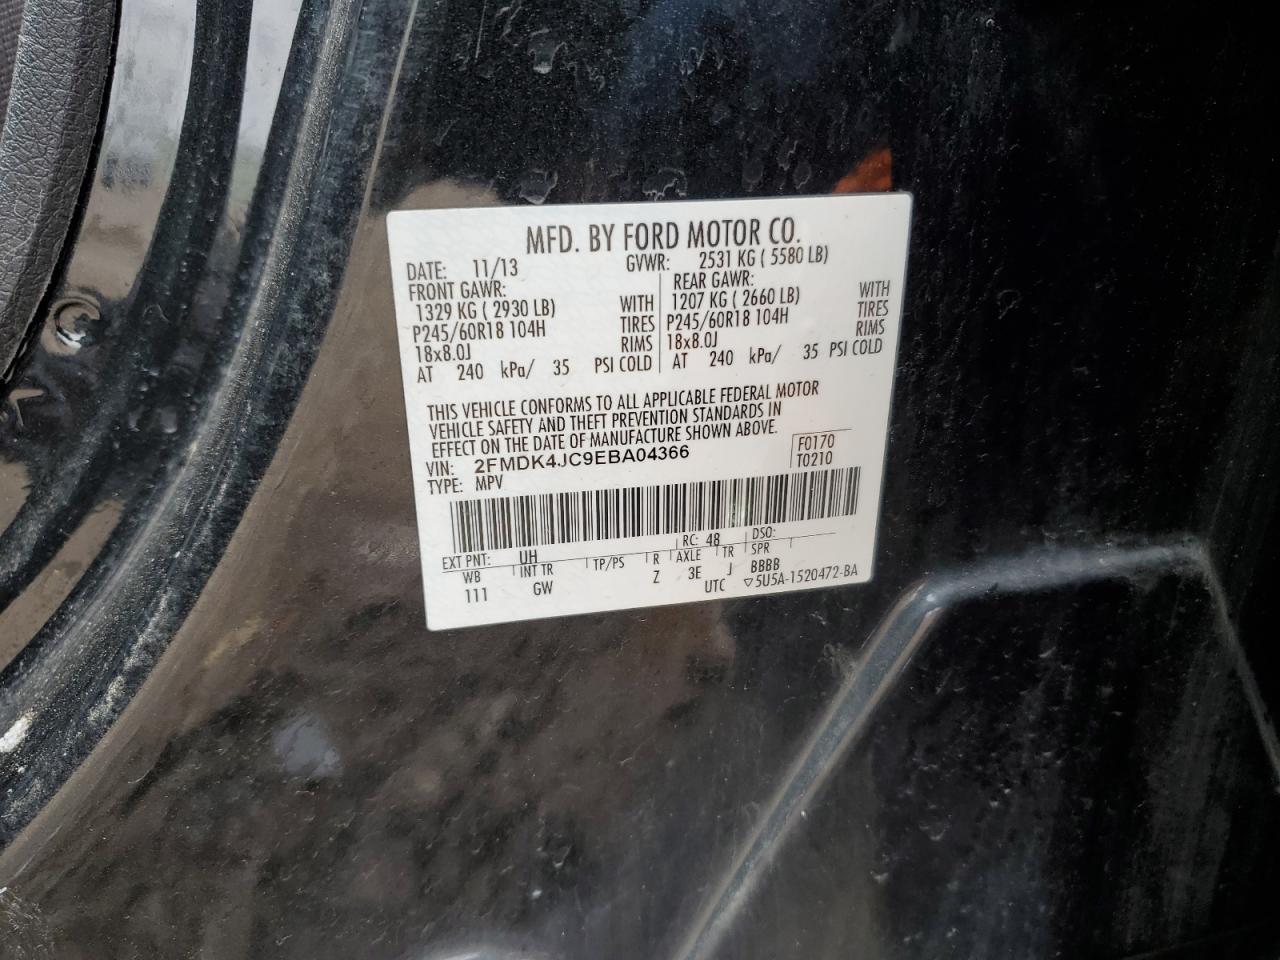 MFD. BY FORD MOTOR CO.
DATE: 11/13 GVWR: 2531 KG ( 5580 LB)
FRONT GAWR: REAR GAWR:
1329 KG ( 2930 LB) WITH 1207 KG ( 2660 LB) WITH
P245/60R18 104H TIRES P245/60R18 104H TIRES
18x8.0J RIMS 18x8.0J RIMS
AT 240 kPa/ 35 PSI COLD AT 240 kPa/ 35 PSI COLD
THIS VEHICLE CONFORMS TO ALL APPLICABLE FEDERAL MOTOR
VEHICLE SAFETY AND THEFT PREVENTION STANDARDS IN
EFFECT ON THE DATE OF MANUFACTURE SHOWN ABOVE.
VIN: 2FMDK4JC9EBA04366 F0170
TYPE: MPV T0210
EXT PNT: UH RC: 48 DSO:
WB INT TR TP/PS R AXLE TR SPR
111 GW Z 3E J BBBB
UTC ▽5U5A-1520472-BA